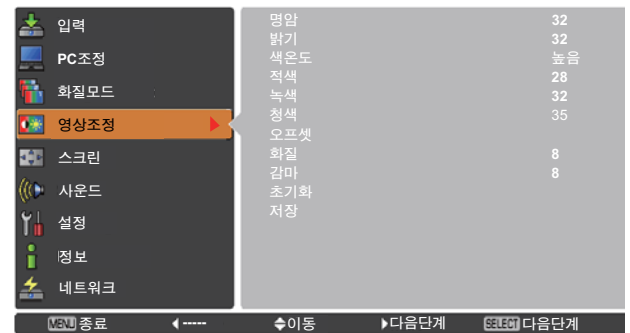 입력
PC조정
화질모드
영상조정
스크린
사운드
설정
정보
네트워크
명암 32
밝기 32
색온도 높음
적색 28
녹색 32
청색 35
오프셋
화질 8
감마 8
초기화
저장
MENU 종료 ----- 이동 다음단계 SELECT 다음단계